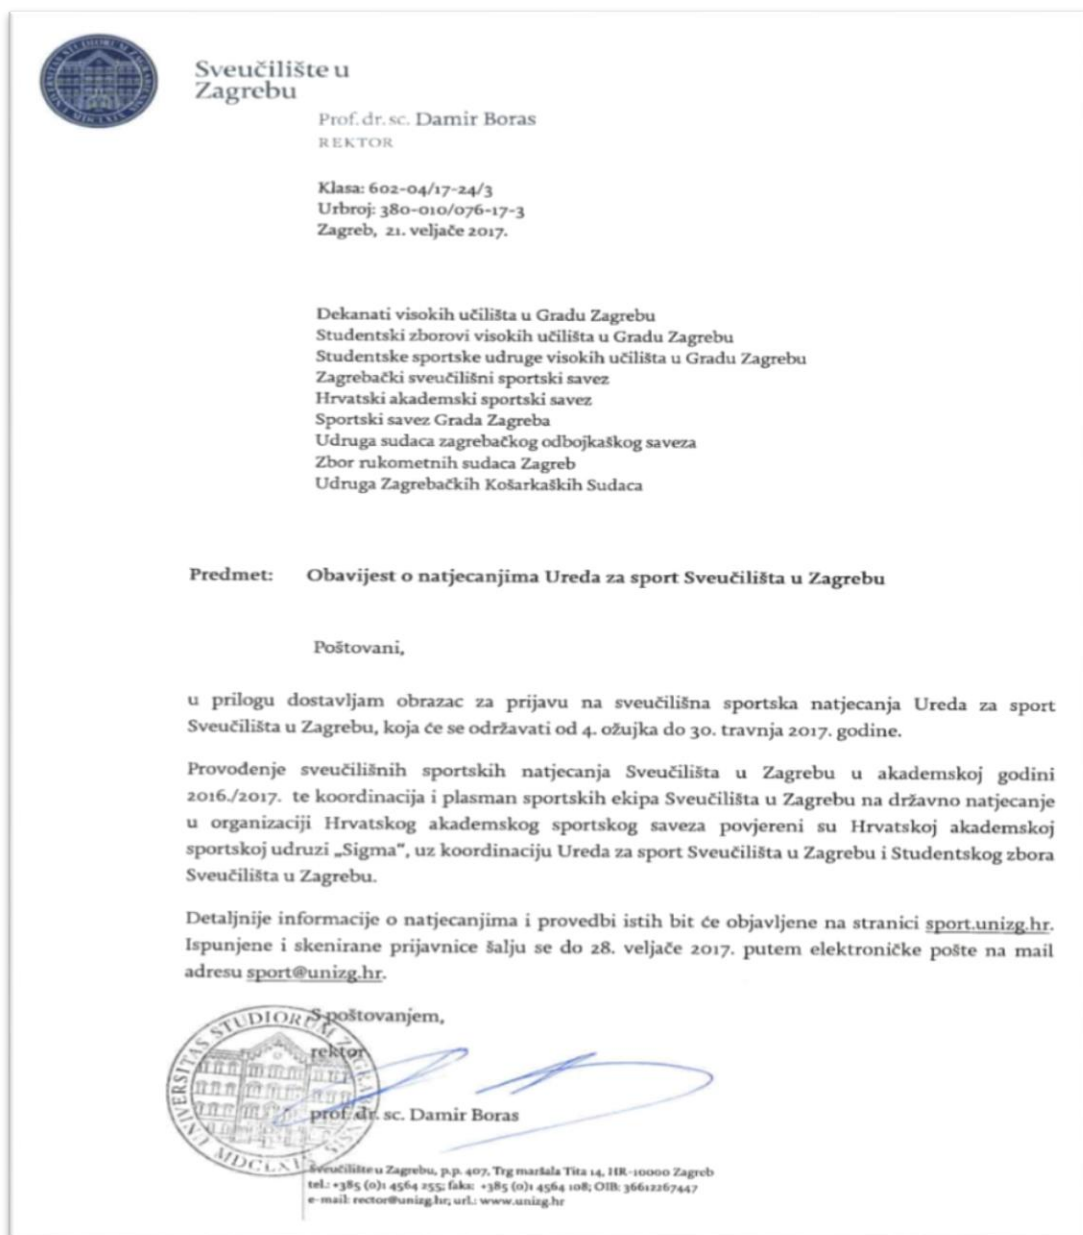 Sveučilište u
Zagrebu
Prof. dr. sc. Damir Boras
REKTOR
Klasa: 602-04/17-24/3
Urbroj: 380-010/076-17-3
Zagreb, 21. veljače 2017.
Dekanati visokih učilišta u Gradu Zagrebu
Studentski zborovi visokih učilišta u Gradu Zagrebu
Studentske sportske udruge visokih učilišta u Gradu Zagrebu
Zagrebački sveučilišni sportski savez
Hrvatski akademski sportski savez
Sportski savez Grada Zagreba
Udruga sudaca zagrebačkog odbojkaškog saveza
Zbor rukometnih sudaca Zagreb
Udruga Zagrebačkih Košarkaških Sudaca
Predmet: Obavijest o natjecanjima Ureda za sport Sveučilišta u Zagrebu
Poštovani,
u prilogu dostavljam obrazac za prijavu na sveučilišna sportska natjecanja Ureda za sport
Sveučilišta u Zagrebu, koja će se održavati od 4. ožujka do 30. travnja 2017. godine.
Provođenje sveučilišnih sportskih natjecanja Sveučilišta u Zagrebu u akademskoj godini
2016./2017. te koordinacija i plasman sportskih ekipa Sveučilišta u Zagrebu na državno natjecanje
u organizaciji Hrvatskog akademskog sportskog saveza povjereni su Hrvatskoj akademskoj
sportskoj udruzi „Sigma“, uz koordinaciju Ureda za sport Sveučilišta u Zagrebu i Studentskog zbora
Sveučilišta u Zagrebu.
Detaljnije informacije o natjecanjima i provedbi istih bit će objavljene na stranici sport.unizg.hr.
Ispunjene i skenirane prijavnice šalju se do 28. veljače 2017. putem elektroničke pošte na mail
adresu sport@unizg.hr.
S poštovanjem,
rektor
prof. dr. sc. Damir Boras
UNIVERSITAS STUDIORUM ZAGRABIENSIS MDCLXIX
Sveučilište u Zagrebu, p.p. 407, Trg maršala Tita 14, HR-10000 Zagreb
tel.: +385 (0)1 4564 255; faks: +385 (0)1 4564 108; OIB: 36612267447
e-mail: rector@unizg.hr; url.: www.unizg.hr